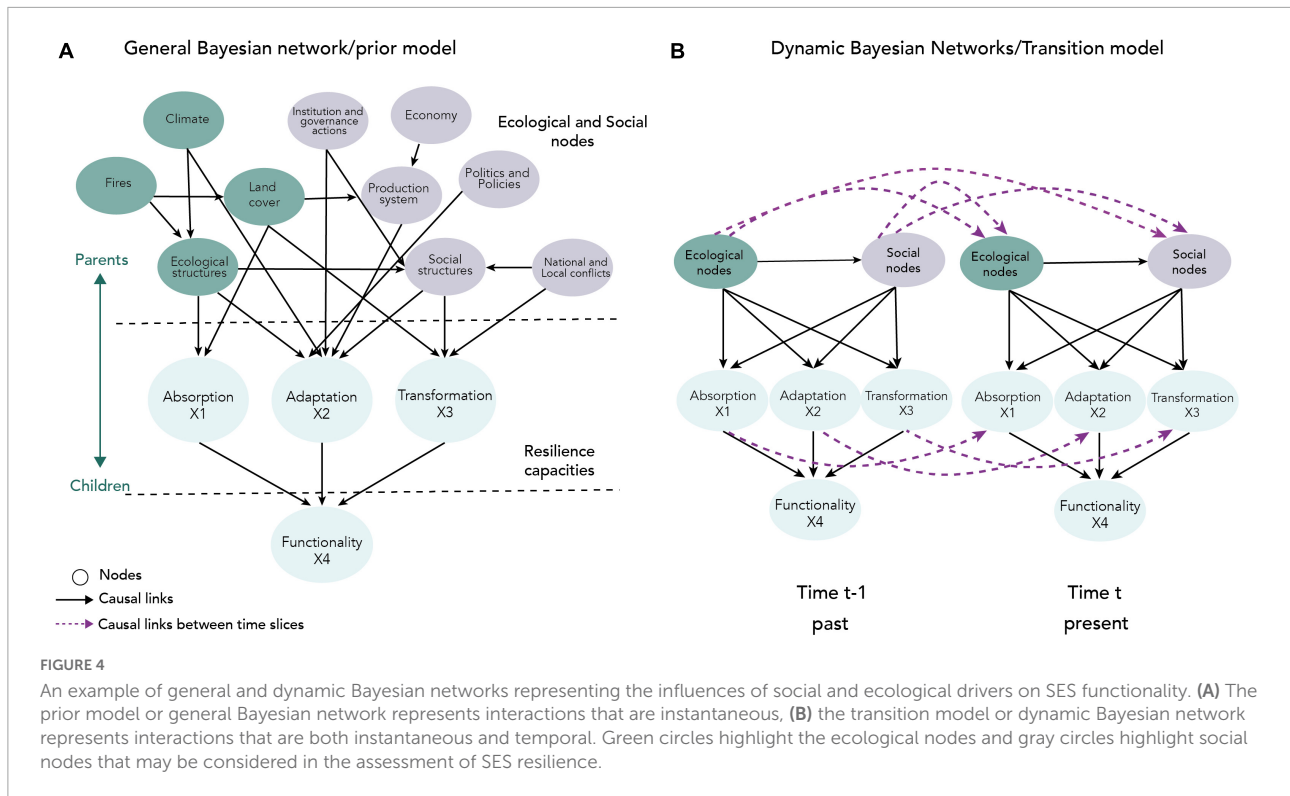 A
General Bayesian network/prior model
Climate
Institution and
governance
actions
Economy
Ecological and Social
nodes
Fires
Land
cover
Production
system
Politics and
Policies
Parents
Ecological
structures
Social
structures
National and
Local conflicts
Absorption
X1
Adaptation
X2
Transformation
X3
Resilience
capacities
Children
Functionality
X4
Nodes
Causal links
Causal links between time slices
B
Dynamic Bayesian Networks/Transition model
Ecological
nodes
Social
nodes
Ecological
nodes
Social
nodes
Absorption
X1
Adaptation
X2
Transformation
X3
Absorption
X1
Adaptation
X2
Transformation
X3
Functionality
X4
Functionality
X4
Time t-1
past
Time t
present
FIGURE 4
An example of general and dynamic Bayesian networks representing the influences of social and ecological drivers on SES functionality. (A) The
prior model or general Bayesian network represents interactions that are instantaneous, (B) the transition model or dynamic Bayesian network
represents interactions that are both instantaneous and temporal. Green circles highlight the ecological nodes and gray circles highlight social
nodes that may be considered in the assessment of SES resilience.